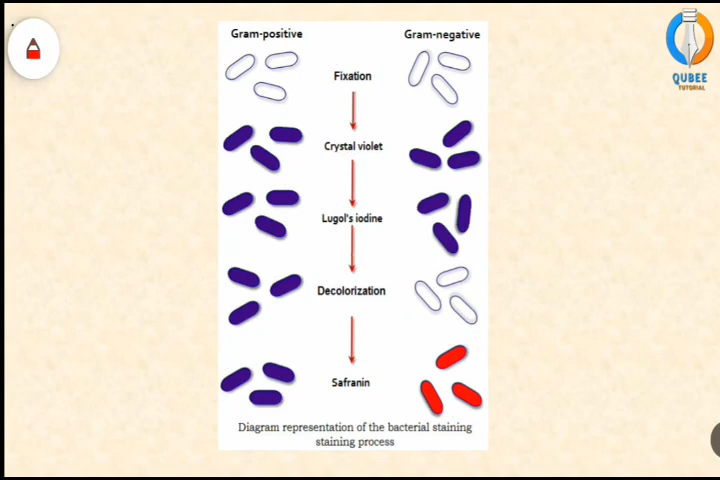 Gram-positive
Gram-negative
QUBEE
TUTORIAL
Fixation
Crystal violet
Lugol's iodine
Decolorization
Safranin
Diagram representation of the bacterial staining
staining process